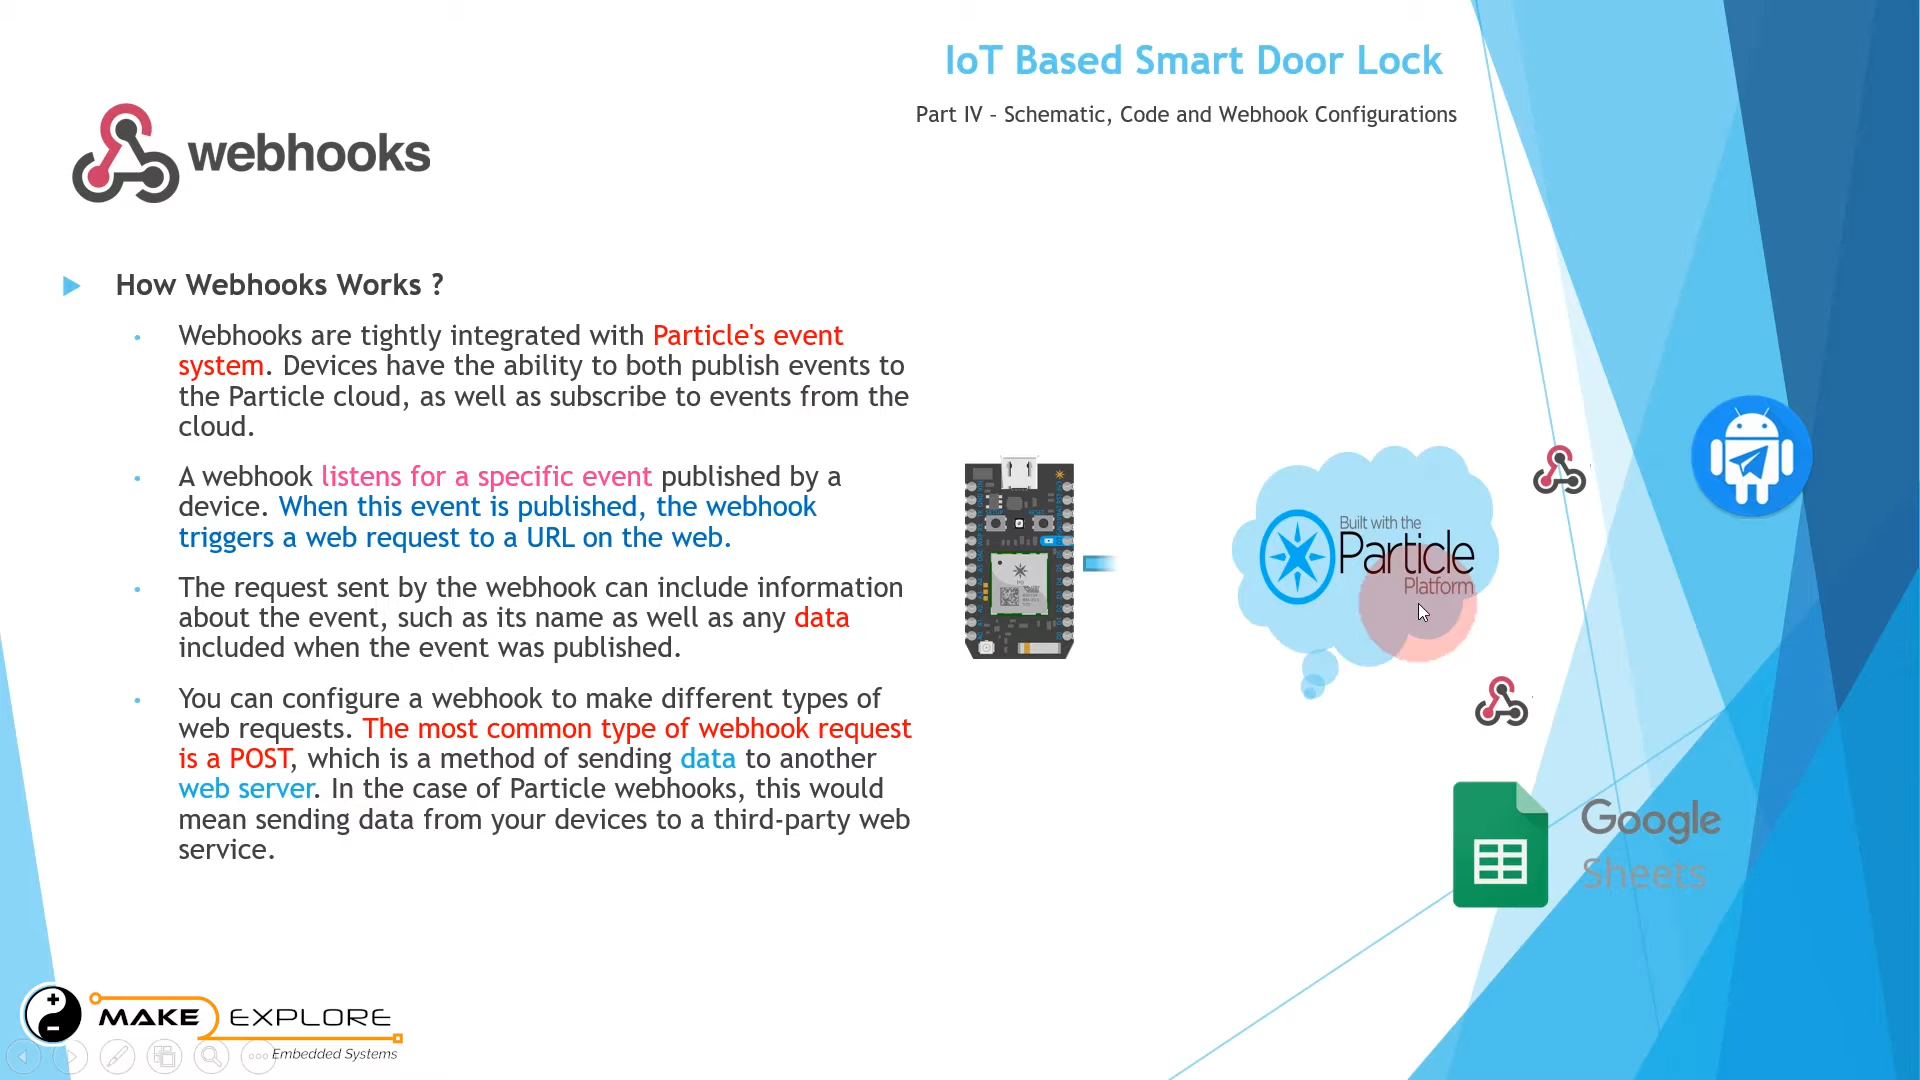 IoT Based Smart Door Lock
Part IV - Schematic, Code and Webhook Configurations
webhooks
How Webhooks Works ?
Webhooks are tightly integrated with Particle's event
system. Devices have the ability to both publish events to
the Particle cloud, as well as subscribe to events from the
cloud.
A webhook listens for a specific event published by a
device. When this event is published, the webhook
triggers a web request to a URL on the web.
The request sent by the webhook can include information
about the event, such as its name as well as any data
included when the event was published.
You can configure a webhook to make different types of
web requests. The most common type of webhook request
is a POST, which is a method of sending data to another
web server. In the case of Particle webhooks, this would
mean sending data from your devices to a third-party web
service.
Built with the
Particle
Platform
Google
Sheets
MAKE EXPLORE
Embedded Systems